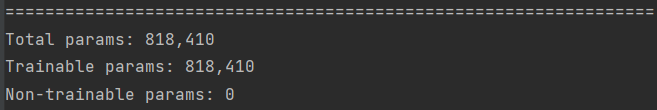 =================================================================
Total params: 818,410
Trainable params: 818,410
Non-trainable params: 0